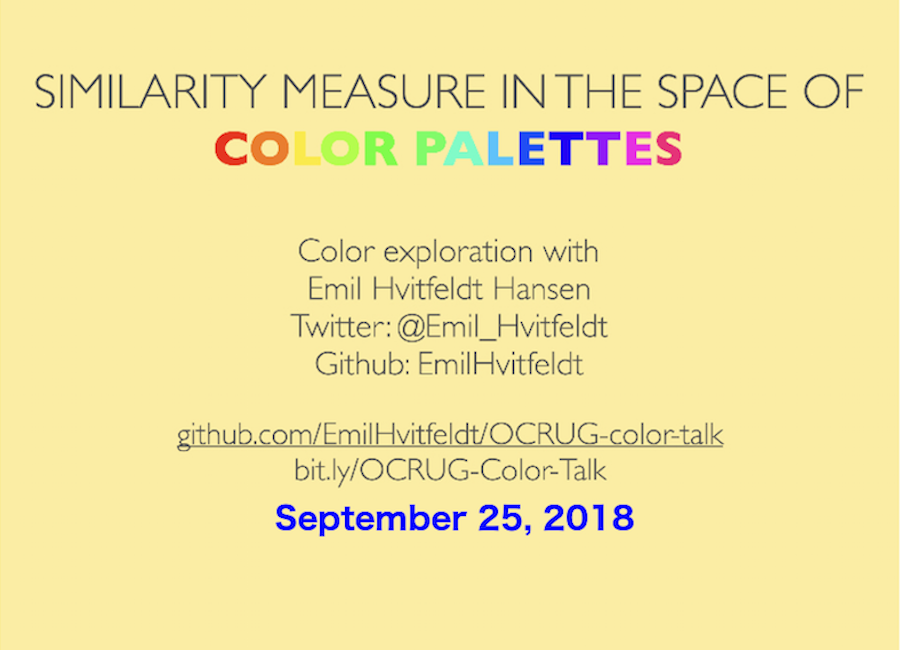 SIMILARITY MEASURE IN THE SPACE OF
COLOR PALETTES
Color exploration with
Emil Hvitfeldt Hansen
Twitter: @Emil_Hvitfeldt
Github: EmilHvitfeldt
github.com/EmilHvitfeldt/OCRUG-color-talk
bit.ly/OCRUG-Color-Talk
September 25, 2018